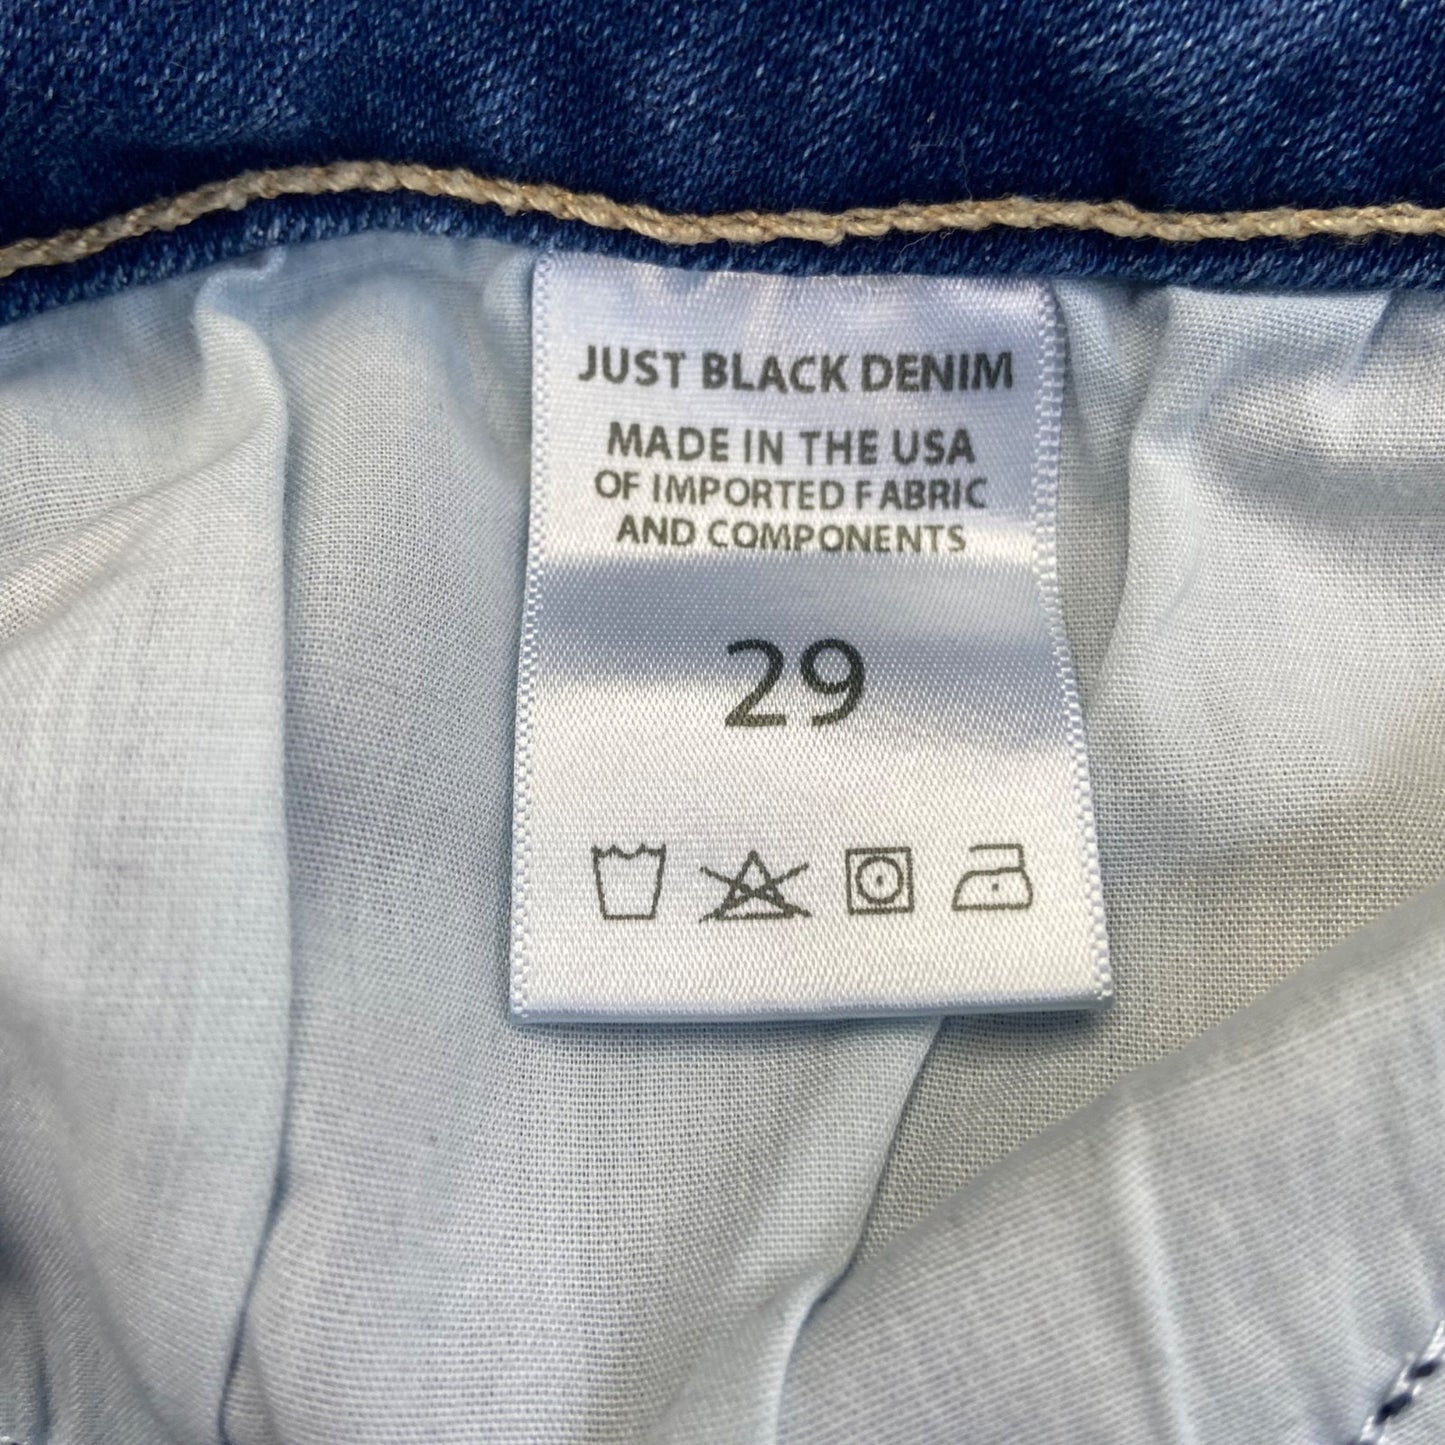 JUST BLACK DENIM
MADE IN THE USA
OF IMPORTED FABRIC
AND COMPONENTS
29